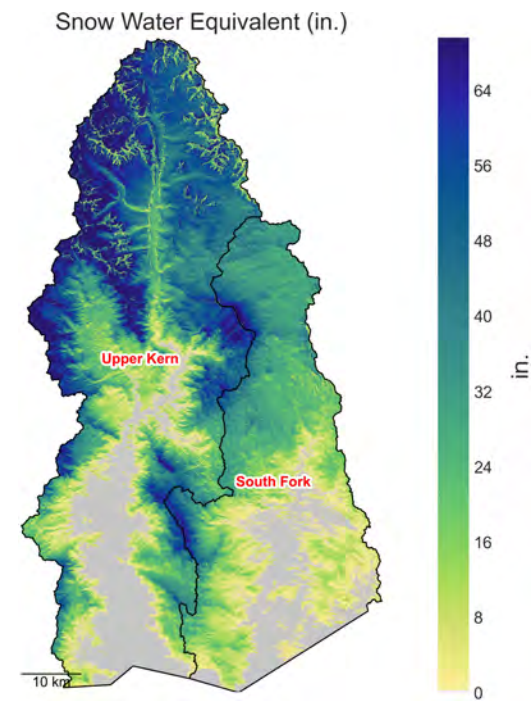 Snow Water Equivalent (in.)
64
56
48
40
32
24
16
8
0
in.
Upper Kern
South Fork
10 km